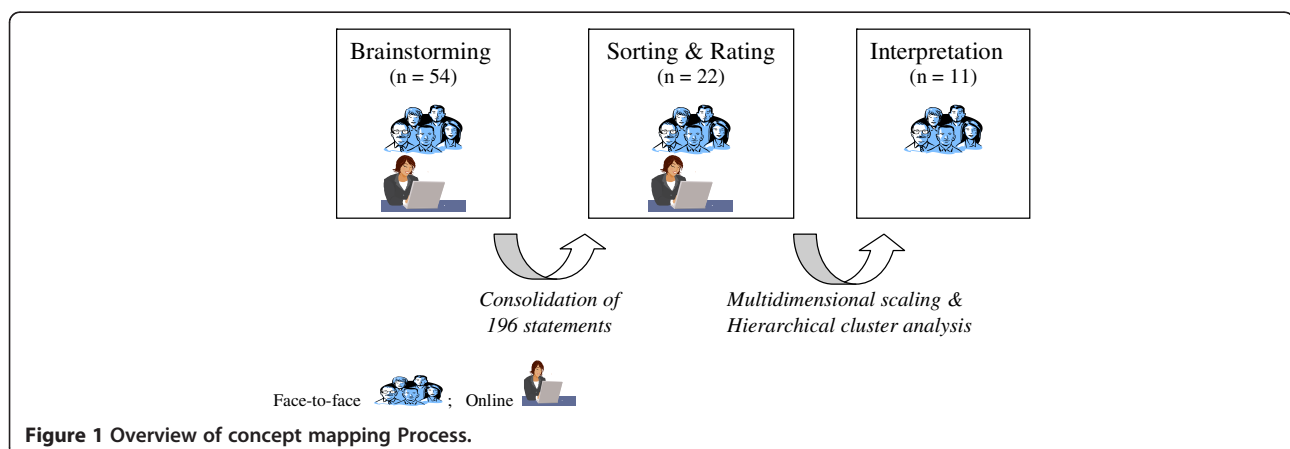 Brainstorming
(n = 54)
Sorting & Rating
(n = 22)
Interpretation
(n = 11)
Consolidation of
196 statements
Multidimensional scaling &
Hierarchical cluster analysis
Face-to-face ; Online
Figure 1 Overview of concept mapping Process.